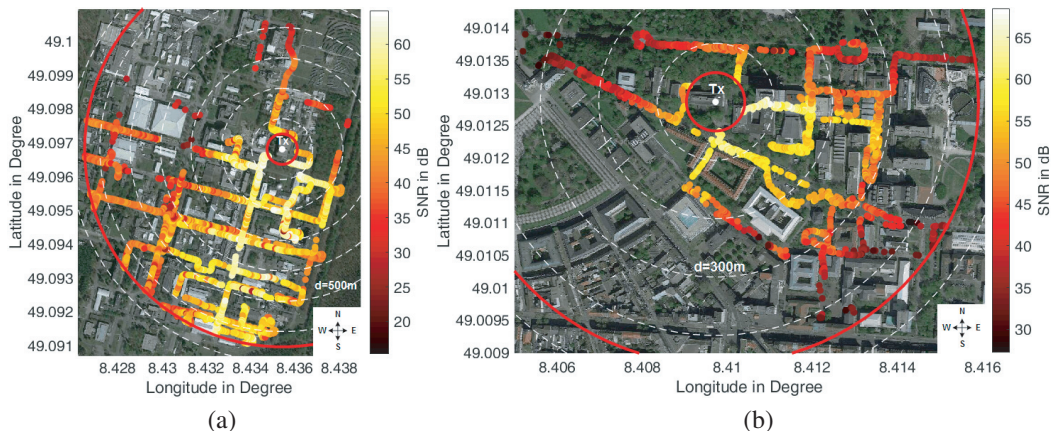 49.1
49.099
49.098
49.097
49.096
49.095
49.094
49.093
49.092
49.091
Latitude in Degree
8.428 8.43 8.432 8.434 8.436 8.438
Longitude in Degree
d=500m
N
W E
S
60
55
50
45
40
35
30
25
20
SNR in dB
(a)
49.014
49.0135
49.013
49.0125
49.012
49.0115
49.011
49.0105
49.01
49.0095
49.009
Latitude in Degree
8.406 8.408 8.41 8.412 8.414 8.416
Longitude in Degree
Tx
d=300m
N
W E
S
65
60
55
50
45
40
35
30
SNR in dB
(b)